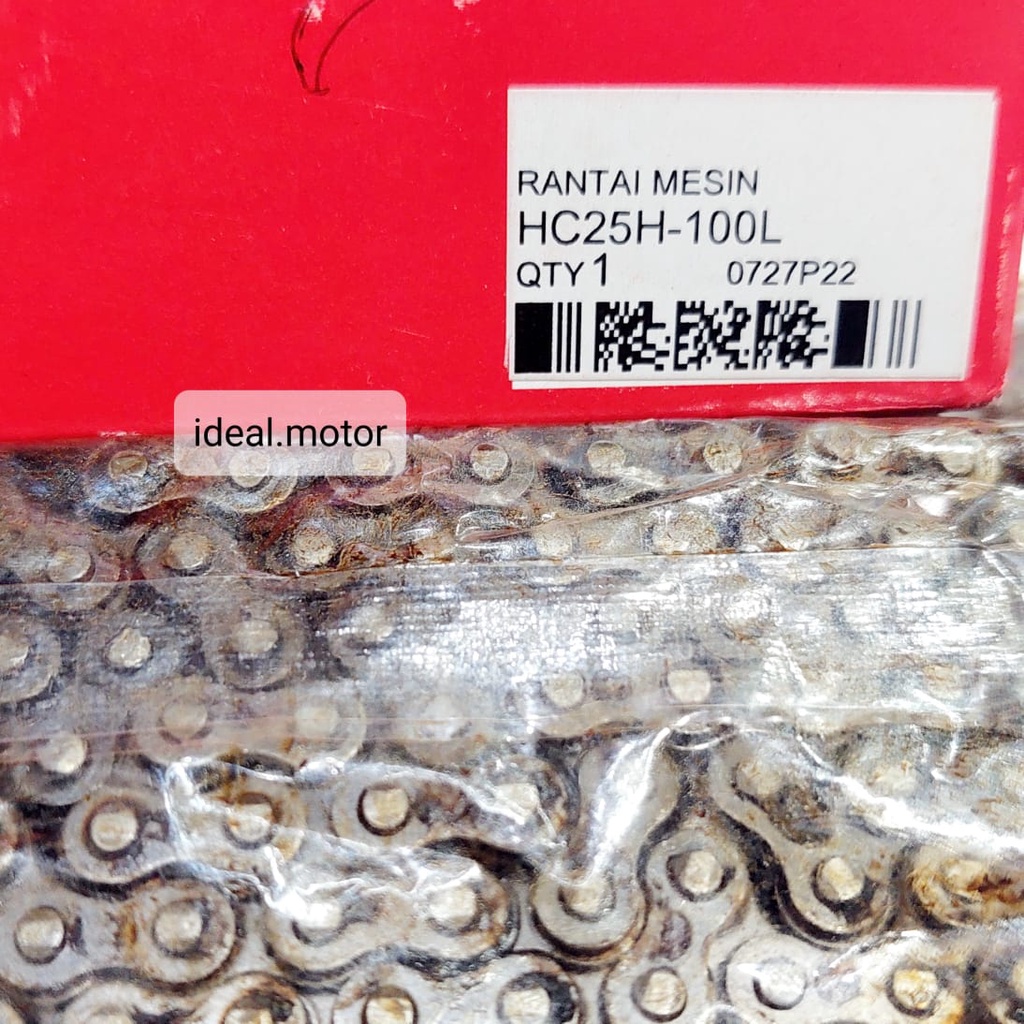 RANTAI MESIN
HC25H-100L
QTY 1 0727P22
ideal.motor